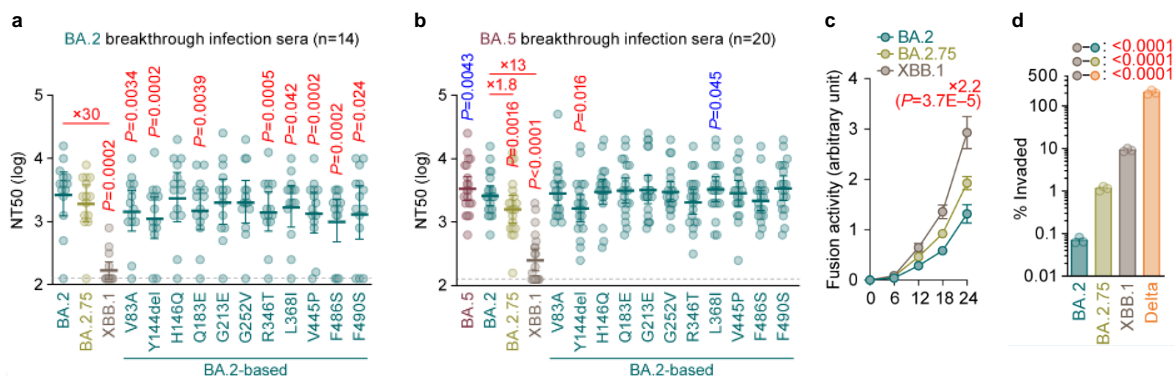 a
BA.2 breakthrough infection sera (n=14)
×30
P=0.0002
P=0.0034
P=0.0002
P=0.0039
P=0.0005
P=0.042
P=0.0002
P=0.0002
P=0.024
NT50 (log)
5
4
3
2
BA.2
BA.2.75
XBB.1
V83A
Y144del
H146Q
Q183E
G213E
G252V
R346T
L368I
V445P
F486S
F490S
BA.2-based
b
BA.5 breakthrough infection sera (n=20)
P=0.0043
×13
×1.8
P=0.0016
P<0.0001
P=0.016
P=0.045
NT50 (log)
5
4
3
2
BA.5
BA.2
BA.2.75
XBB.1
V83A
Y144del
H146Q
Q183E
G213E
G252V
R346T
L368I
V445P
F486S
F490S
BA.2-based
c
BA.2
BA.2.75
XBB.1
×2.2
(P=3.7E–5)
Fusion activity (arbitrary unit)
4
3
2
1
0
0 6 12 18 24
d
: <0.0001
: <0.0001
: <0.0001
% Invaded
500
100
10
1
0.1
0.01
BA.2
BA.2.75
XBB.1
Delta